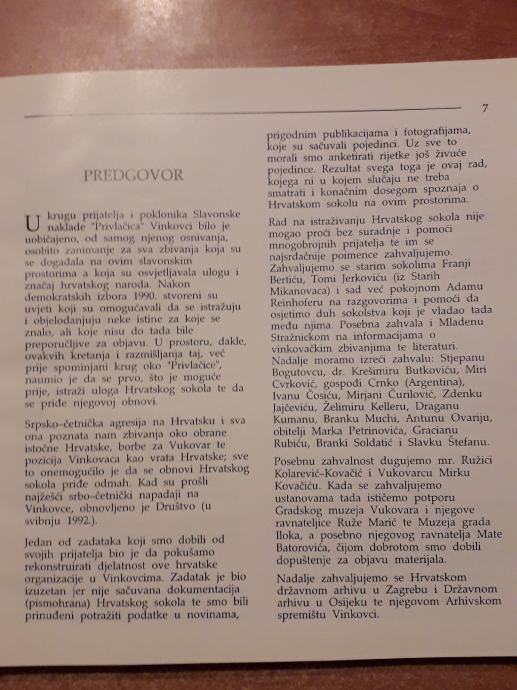 7
PREDGOVOR
U krugu prijatelja i poklonika Slavonske
naklade "Privlačica" Vinkovci bilo je
uobičajeno, od samog njenog osnivanja,
osobito zanimanje za sva zbivanja koja su
se događala na ovim slavonskim
prostorima a koja su osvjetljavala ulogu i
značaj hrvatskog naroda. Nakon
demokratskih izbora 1990. stvoreni su
uvjeti koji su omogućavali da se istražuju
i objelodanjuju neke istine za koje se
znalo, ali koje nisu do tada bile
preporučljive za objavu. U prostoru, dakle,
ovakvih kretanja i razmišljanja taj, već
prije spominjani krug oko "Privlačice",
naumio je da se prvo, što je moguće
prije, istraži uloga Hrvatskog sokola te da
se priđe njegovoj obnovi.
Srpsko-četnička agresija na Hrvatsku i sva
ona poznata nam zbivanja oko obrane
istočne Hrvatske, borbe za Vukovar te
pozicija Vinkovaca kao vrata Hrvatske; sve
to onemogućilo je da se obnovi Hrvatskog
sokola priđe odmah. Kad su prošli
najžešći srbo-četnički napadaji na
Vinkovce, obnovljeno je Društvo (u
svibnju 1992.).
Jedan od zadataka koji smo dobili od
svojih prijatelja bio je da pokušamo
rekonstruirati djelatnost ove hrvatske
organizacije u Vinkovcima. Zadatak je bio
izuzetan jer nije sačuvana dokumentacija
(pismohrana) Hrvatskog sokola te smo bili
prinuđeni potražiti podatke u novinama,
prigodnim publikacijama i fotografijama,
koje su sačuvali pojedinci. Uz sve to
morali smo anketirati rijetke još živuće
pojedince. Rezultat svega toga je ovaj rad,
kojega ni u kojem slučaju ne treba
smatrati i konačnim dosegom spoznaja o
Hrvatskom sokolu na ovim prostorima.
Rad na istraživanju Hrvatskog sokola nije
mogao proći bez suradnje i pomoći
mnogobrojnih prijatelja te im se
najsrdačnije poimence zahvaljujemo.
Zahvaljujemo se starim sokolima Franji
Bertiću, Tomi Jerkoviću (iz Starih
Mikanovaca) i sad već pokojnom Adamu
Reinhoferu na razgovorima i pomoći da
osjetimo duh sokolstva koji je vladao tada
među njima. Posebna zahvala i Mladenu
Stražnickom na informacijama o
vinkovačkim zbivanjima te literaturi.
Nadalje moramo izreći zahvalu: Stjepanu
Bogutovcu, dr. Krešimiru Butkoviću, Miri
Cvrković, gospođi Crnko (Argentina),
Ivanu Ćosiću, Mirjani Ćurilović, Zdenku
Jajčeviću, Želimiru Kelleru, Draganu
Kumanu, Branku Muchi, Antunu Ovariju,
obitelji Marka Petrinovića, Gracianu
Rubiću, Branki Soldatić i Slavku Štefanu.
Posebnu zahvalnost dugujemo mr. Ružici
Kolarević-Kovačić i Vukovarcu Mirku
Kovačiću. Kada se zahvaljujemo
ustanovama tada ističemo potporu
Gradskog muzeja Vukovara i njegove
ravnateljice Ruže Marić te Muzeja grada
Iloka, a posebno njegovog ravnatelja Mate
Batorovića, čijom dobrotom smo dobili
dopuštenje za objavu materijala.
Nadalje zahvaljujemo se Hrvatskom
državnom arhivu u Zagrebu i Državnom
arhivu u Osijeku te njegovom Arhivskom
spremištu Vinkovci.